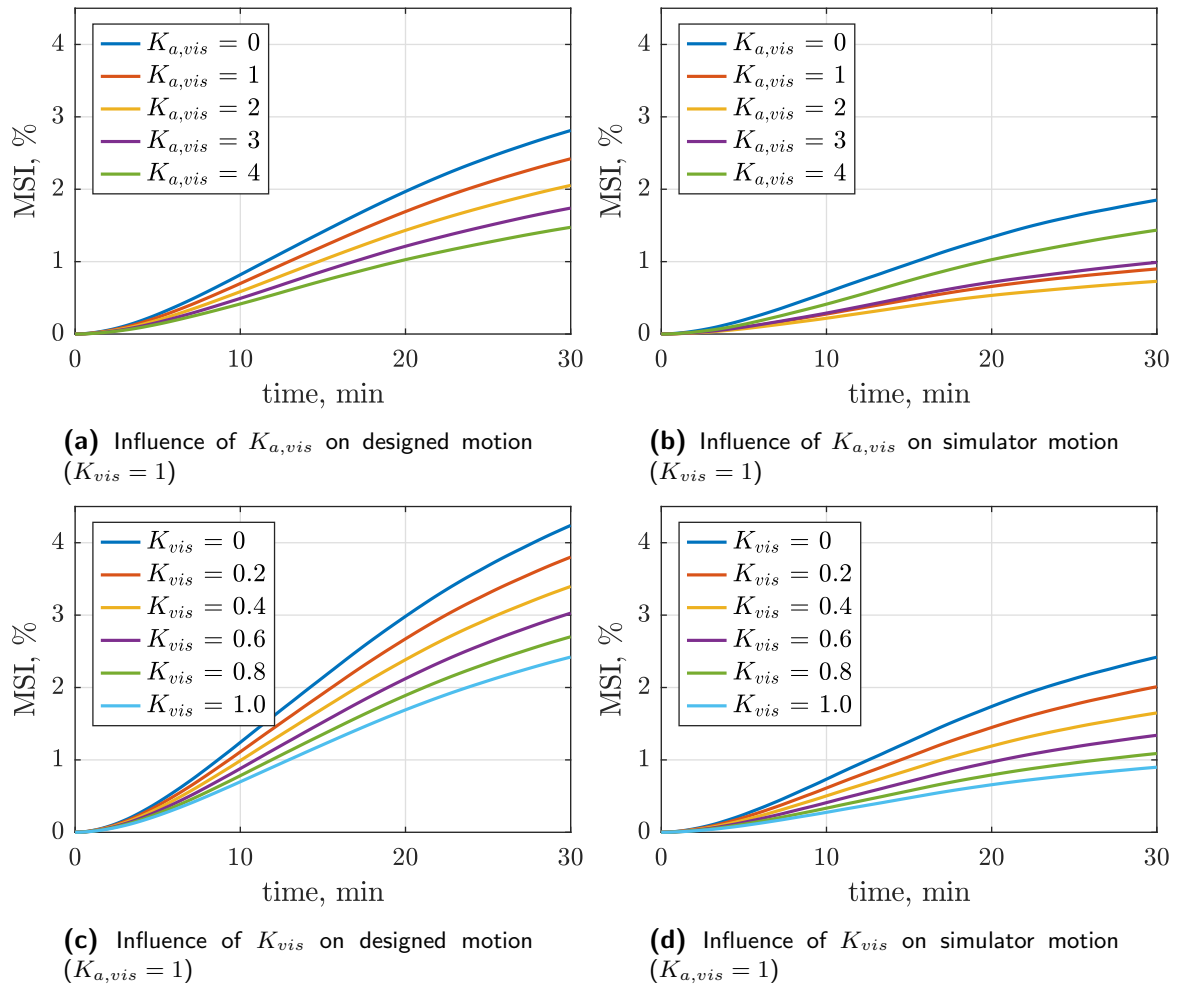 4
3
2
1
0
MSI, %
K_{a,vis} = 0
K_{a,vis} = 1
K_{a,vis} = 2
K_{a,vis} = 3
K_{a,vis} = 4
0 10 20 30
time, min
(a) Influence of K_{a,vis} on designed motion
(K_{vis} = 1)
4
3
2
1
0
MSI, %
K_{a,vis} = 0
K_{a,vis} = 1
K_{a,vis} = 2
K_{a,vis} = 3
K_{a,vis} = 4
0 10 20 30
time, min
(b) Influence of K_{a,vis} on simulator motion
(K_{vis} = 1)
4
3
2
1
0
MSI, %
K_{vis} = 0
K_{vis} = 0.2
K_{vis} = 0.4
K_{vis} = 0.6
K_{vis} = 0.8
K_{vis} = 1.0
0 10 20 30
time, min
(c) Influence of K_{vis} on designed motion
(K_{a,vis} = 1)
4
3
2
1
0
MSI, %
K_{vis} = 0
K_{vis} = 0.2
K_{vis} = 0.4
K_{vis} = 0.6
K_{vis} = 0.8
K_{vis} = 1.0
0 10 20 30
time, min
(d) Influence of K_{vis} on simulator motion
(K_{a,vis} = 1)